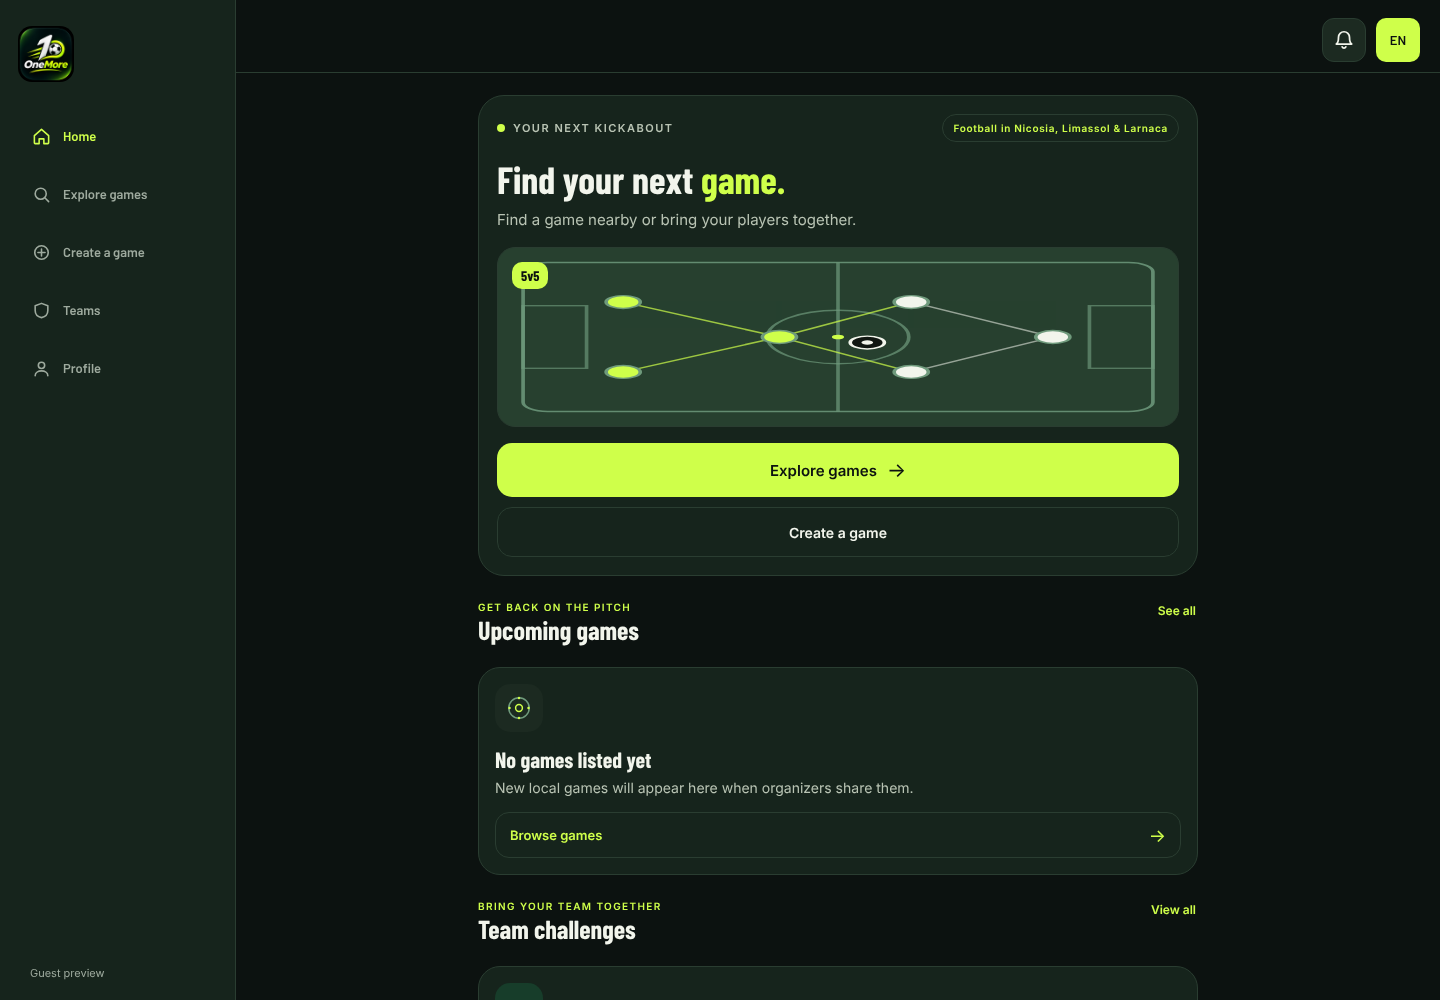 OneMore
Home
Explore games
Create a game
Teams
Profile
Guest preview
EN
YOUR NEXT KICKABOUT
Football in Nicosia, Limassol & Larnaca
Find your next game.
Find a game nearby or bring your players together.
5v5
Explore games
Create a game
GET BACK ON THE PITCH
See all
Upcoming games
No games listed yet
New local games will appear here when organizers share them.
Browse games
BRING YOUR TEAM TOGETHER
View all
Team challenges